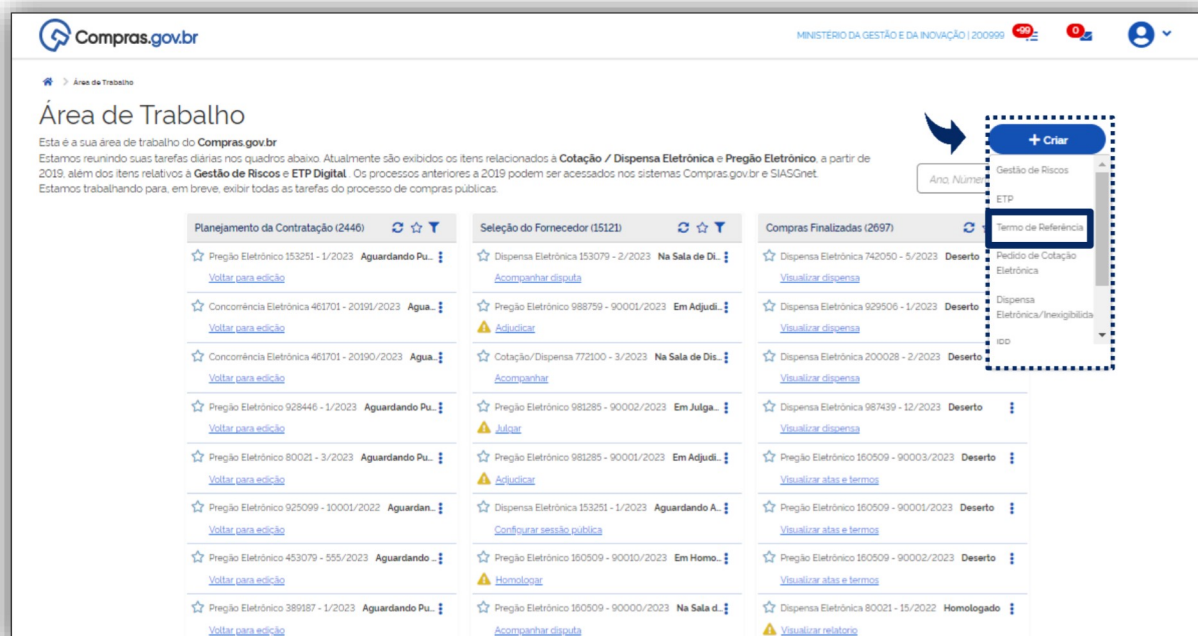 Compras.gov.br
MINISTÉRIO DA GESTÃO E DA INOVAÇÃO | 200999
-99
0
Área de Trabalho
Área de Trabalho
Esta é a sua área de trabalho do Compras.gov.br
Estamos reunindo suas tarefas diárias nos quadros abaixo. Atualmente são exibidos os itens relacionados à Cotação / Dispensa Eletrônica e Pregão Eletrônico, a partir de
2019, além dos itens relativos à Gestão de Riscos e ETP Digital . Os processos anteriores a 2019 podem ser acessados nos sistemas Compras.gov.br e SIASGnet.
Estamos trabalhando para, em breve, exibir todas as tarefas do processo de compras públicas.
Criar
Ano, Númer
Gestão de Riscos
ETP
Termo de Referência
Pedido de Cotação
Eletrônica
Dispensa
Eletrônica/Inexigibilida
IRP
Planejamento da Contratação (2446)
Pregão Eletrônico 153251 - 1/2023 Aguardando Pu...
Voltar para edição
Concorrência Eletrônica 461701 - 20191/2023 Agua...
Voltar para edição
Concorrência Eletrônica 461701 - 20190/2023 Agua...
Voltar para edição
Pregão Eletrônico 928446 - 1/2023 Aguardando Pu...
Voltar para edição
Pregão Eletrônico 80021 - 3/2023 Aguardando Pu...
Voltar para edição
Pregão Eletrônico 925099 - 10001/2022 Aguardan...
Voltar para edição
Pregão Eletrônico 453079 - 555/2023 Aguardando ...
Voltar para edição
Pregão Eletrônico 389187 - 1/2023 Aguardando Pu...
Voltar para edição
Seleção do Fornecedor (15121)
Dispensa Eletrônica 153079 - 2/2023 Na Sala de Di...
Acompanhar disputa
Pregão Eletrônico 988759 - 90001/2023 Em Adjudi...
Adjudicar
Cotação/Dispensa 772100 - 3/2023 Na Sala de Dis...
Acompanhar
Pregão Eletrônico 981285 - 90002/2023 Em Julga...
Julgar
Pregão Eletrônico 981285 - 90001/2023 Em Adjudi...
Adjudicar
Dispensa Eletrônica 153251 - 1/2023 Aguardando A...
Configurar sessão pública
Pregão Eletrônico 160509 - 90010/2023 Em Homo...
Homologar
Pregão Eletrônico 160509 - 90000/2023 Na Sala d...
Acompanhar disputa
Compras Finalizadas (2697)
Dispensa Eletrônica 742050 - 5/2023 Deserto
Visualizar dispensa
Dispensa Eletrônica 929506 - 1/2023 Deserto
Visualizar dispensa
Dispensa Eletrônica 200028 - 2/2023 Deserto
Visualizar dispensa
Dispensa Eletrônica 987439 - 12/2023 Deserto
Visualizar dispensa
Pregão Eletrônico 160509 - 90003/2023 Deserto
Visualizar atas e termos
Pregão Eletrônico 160509 - 90001/2023 Deserto
Visualizar atas e termos
Pregão Eletrônico 160509 - 90002/2023 Deserto
Visualizar atas e termos
Dispensa Eletrônica 80021 - 15/2022 Homologado
Visualizar relatorio